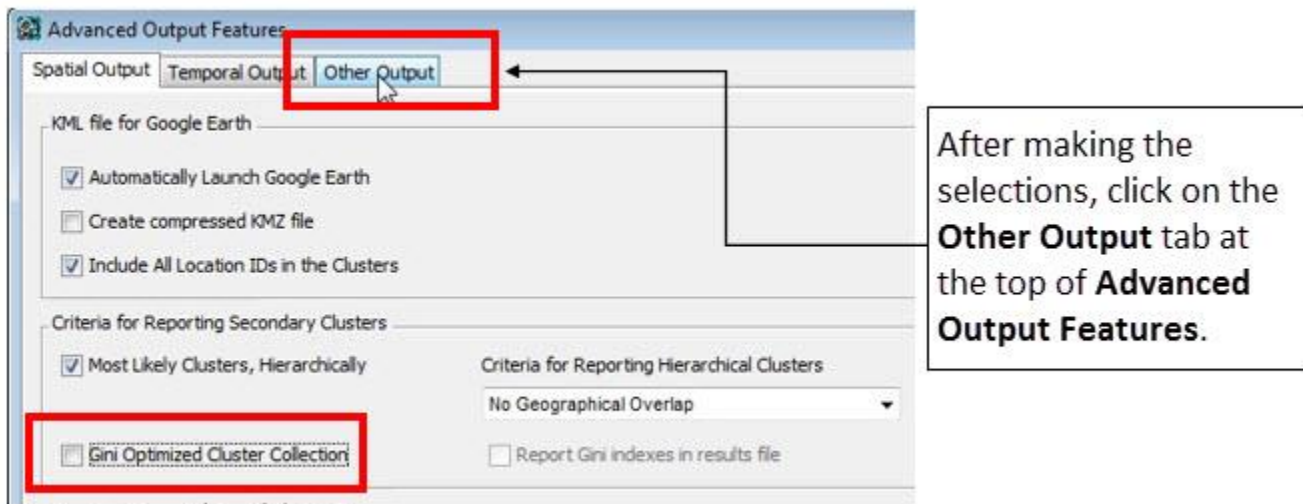 Advanced Output Features
Spatial Output Temporal Output Other Output
KML file for Google Earth
Automatically Launch Google Earth
Create compressed KMZ file
Include All Location IDs in the Clusters
Criteria for Reporting Secondary Clusters
Most Likely Clusters, Hierarchically
Criteria for Reporting Hierarchical Clusters
No Geographical Overlap
Gini Optimized Cluster Collection
Report Gini indexes in results file
After making the
selections, click on the
Other Output tab at
the top of Advanced
Output Features.